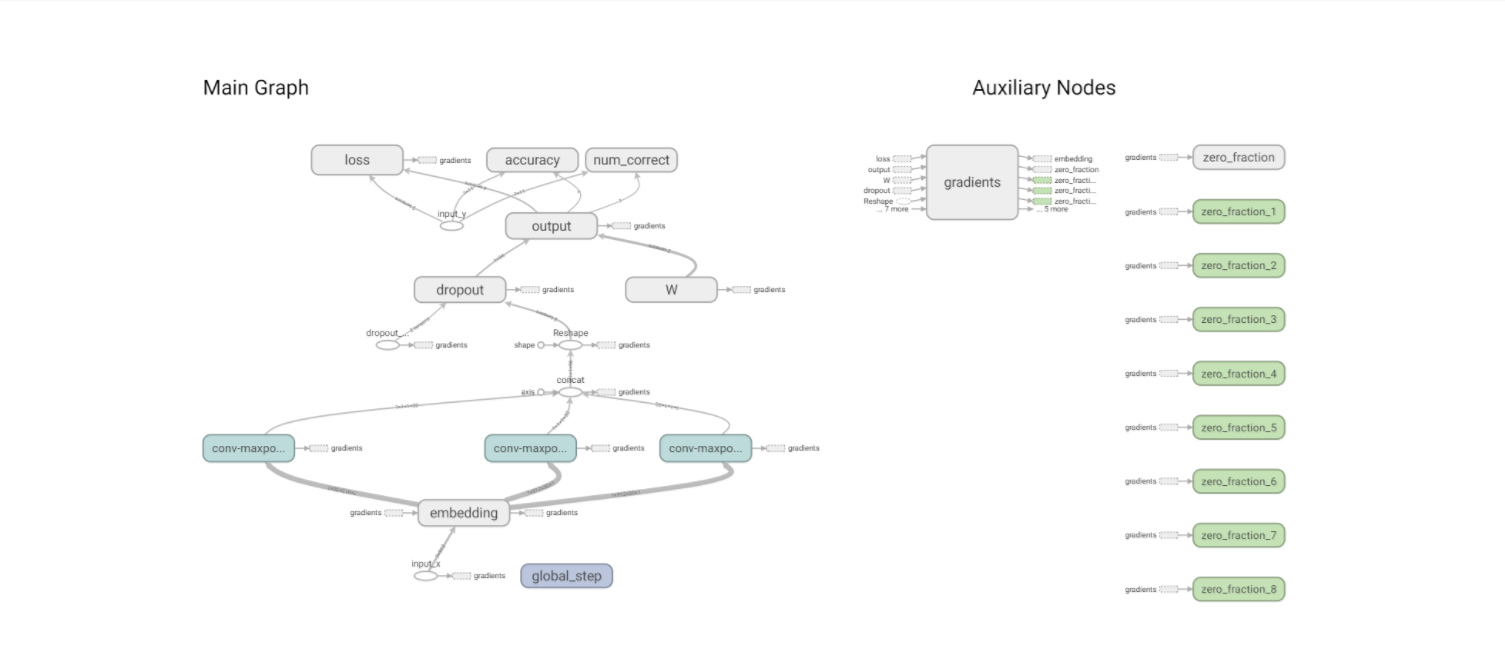 Main Graph
Auxiliary Nodes
loss
gradients
accuracy
num_correct
input_y
output
gradients
dropout
gradients
W
gradients
dropout_...
gradients
Reshape
shape
gradients
concat
axis
gradients
conv-maxpo...
gradients
conv-maxpo...
gradients
conv-maxpo...
gradients
gradients
embedding
gradients
input_x
gradients
global_step
loss
output
W
dropout
Reshape
... 7 more
gradients
embedding
zero_fraction
zero_fracti...
zero_fracti...
zero_fracti...
... 5 more
gradients
zero_fraction
gradients
zero_fraction_1
gradients
zero_fraction_2
gradients
zero_fraction_3
gradients
zero_fraction_4
gradients
zero_fraction_5
gradients
zero_fraction_6
gradients
zero_fraction_7
gradients
zero_fraction_8